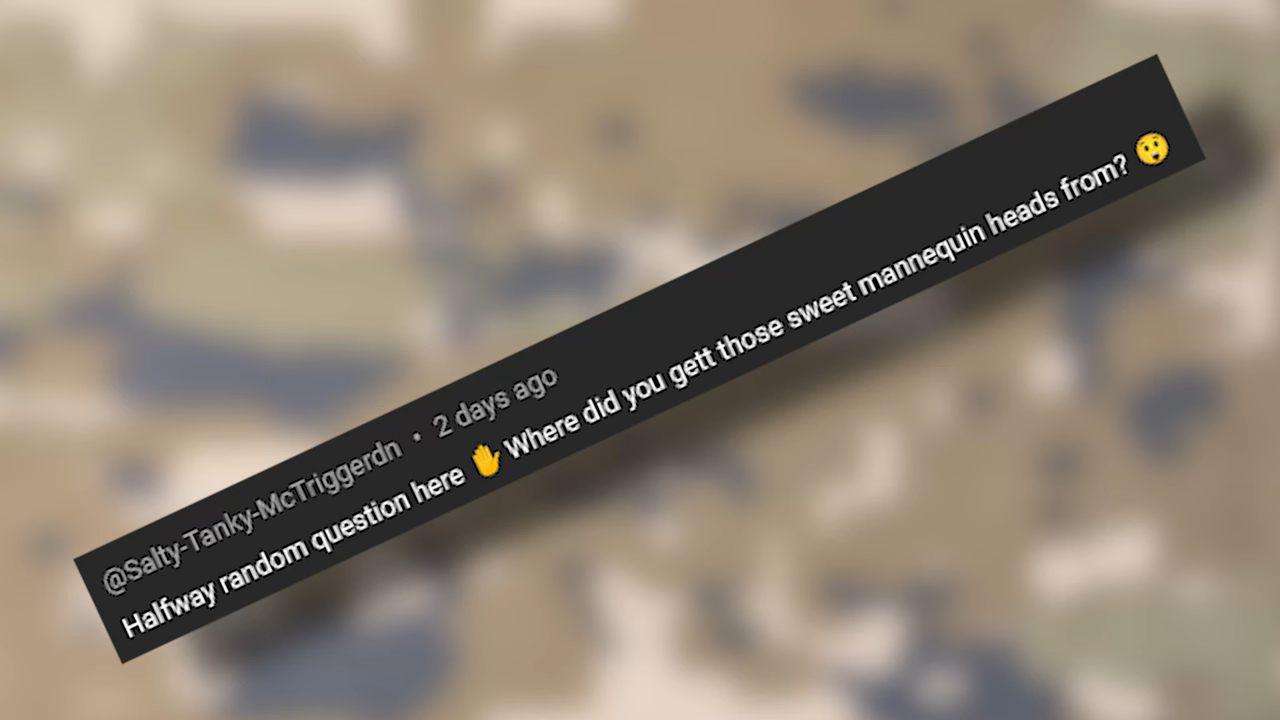 @Salty-Tanky-McTriggerdn • 2 days ago
Halfway random question here ✋ Where did you gett those sweet mannequin heads from? 😲